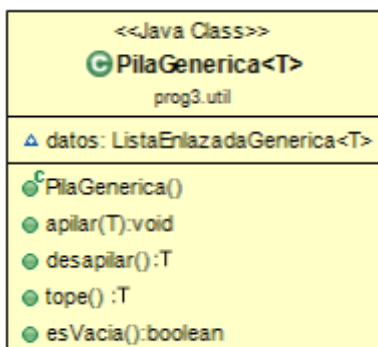 <<Java Class>>
C PilaGenerica<T>
prog3.util
datos: ListaEnlazadaGenerica<T>
C PilaGenerica()
apilar(T):void
desapilar():T
tope() :T
esVacia():boolean